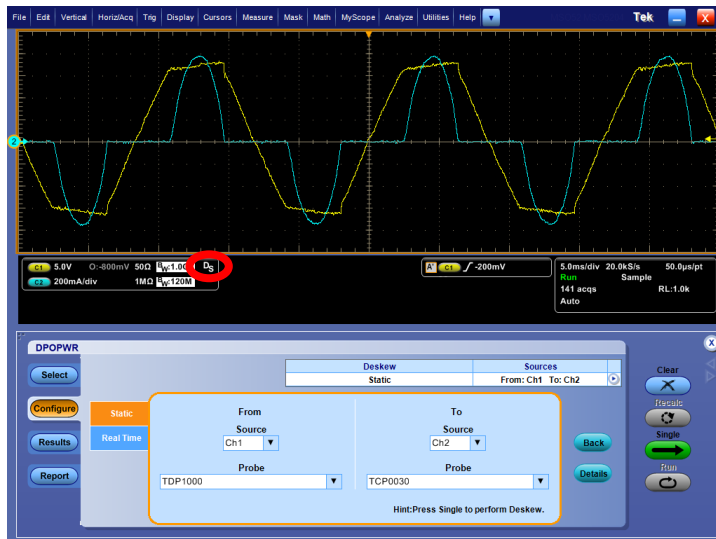 File Edit Vertical Horiz/Acq Trig Display Cursors Measure Mask Math MyScope Analyze Utilities Help Tek X
2
C1 5.0V O:-800mV 50Ω BW:1.0G DS
C2 200mA/div 1MΩ BW:120M
A' C1 -200mV
5.0ms/div 20.0kS/s 50.0µs/pt
Run Sample
141 acqs RL:1.0k
Auto
DPOPWR
X
Select
Configure
Results
Report
Deskew Sources
Static From: Ch1 To: Ch2
Static
Real Time
From
Source
Ch1
Probe
TDP1000
To
Source
Ch2
Probe
TCP0030
Hint:Press Single to perform Deskew.
Back
Details
Clear
Recalc
Single
Run